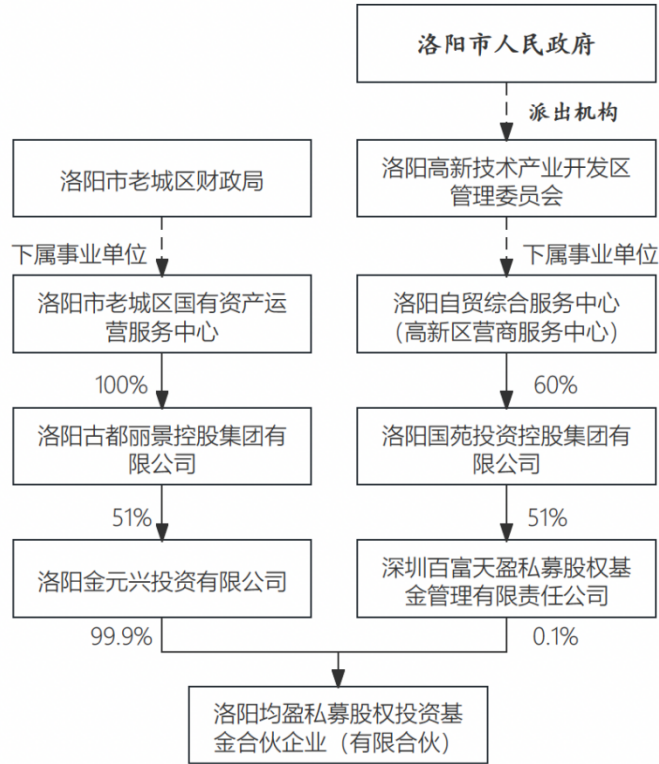 洛阳市人民政府
派出机构
洛阳市老城区财政局
洛阳高新技术产业开发区
管理委员会
下属事业单位
下属事业单位
洛阳市老城区国有资产运
营服务中心
洛阳自贸综合服务中心
（高新区营商服务中心）
100%
60%
洛阳古都丽景控股集团有
限公司
洛阳国苑投资控股集团有
限公司
51%
51%
洛阳金元兴投资有限公司
深圳百富天盈私募股权基
金管理有限责任公司
99.9%
0.1%
洛阳均盈私募股权投资基
金合伙企业（有限合伙）